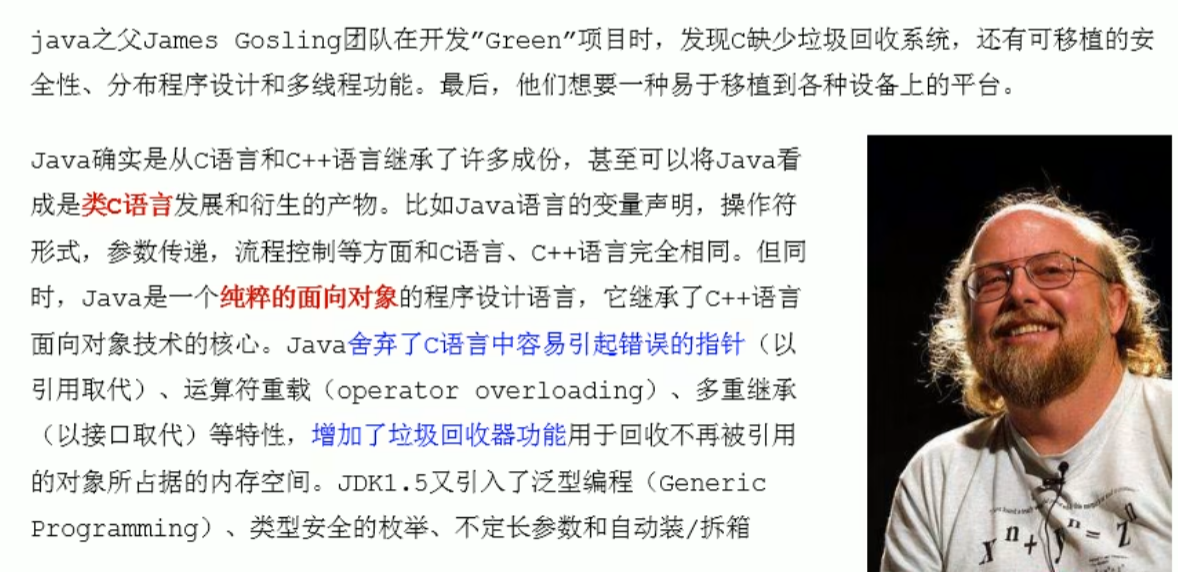 java之父James Gosling团队在开发”Green”项目时，发现C缺少垃圾回收系统，还有可移植的安
全性、分布程序设计和多线程功能。最后，他们想要一种易于移植到各种设备上的平台。
Java确实是从C语言和C++语言继承了许多成份，甚至可以将Java看
成是类C语言发展和衍生的产物。比如Java语言的变量声明，操作符
形式，参数传递，流程控制等方面和C语言、C++语言完全相同。但同
时，Java是一个纯粹的面向对象的程序设计语言，它继承了C++语言
面向对象技术的核心。Java舍弃了C语言中容易引起错误的指针（以
引用取代）、运算符重载（operator overloading）、多重继承
（以接口取代）等特性，增加了垃圾回收器功能用于回收不再被引用
的对象所占据的内存空间。JDK1.5又引入了泛型编程（Generic
Programming）、类型安全的枚举、不定长参数和自动装/拆箱
xⁿ+yⁿ=zⁿ